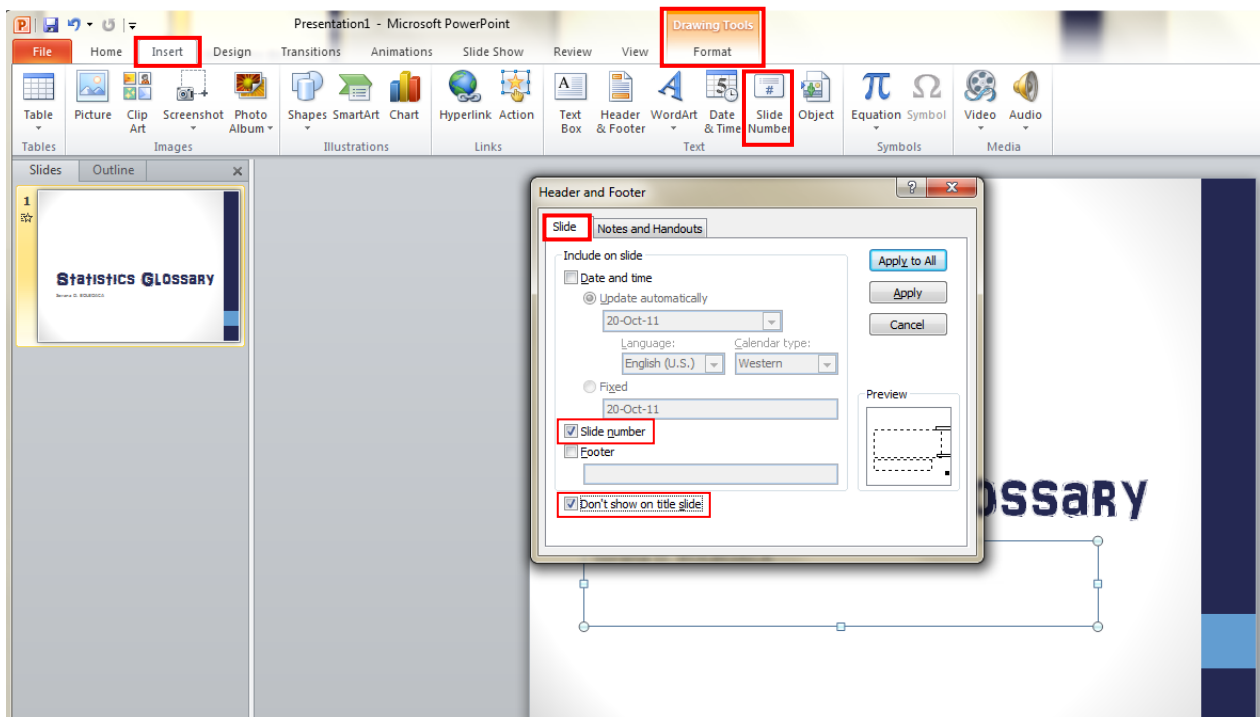 Presentation1 - Microsoft PowerPoint
Drawing Tools
File Home Insert Design Transitions Animations Slide Show Review View Format
Table Picture Clip Art Screenshot Photo Album Shapes SmartArt Chart Hyperlink Action Text Box Header & Footer WordArt Date & Time Slide Number Object Equation Symbol Video Audio
Tables Images Illustrations Links Text Symbols Media
Slides Outline
1
Statistics Glossary
Header and Footer
Slide Notes and Handouts
Include on slide
Date and time
Update automatically
20-Oct-11
Language: Calendar type:
English (U.S.) Western
Fixed
20-Oct-11
Slide number
Footer
Don't show on title slide
Apply to All
Apply
Cancel
Preview
ossary